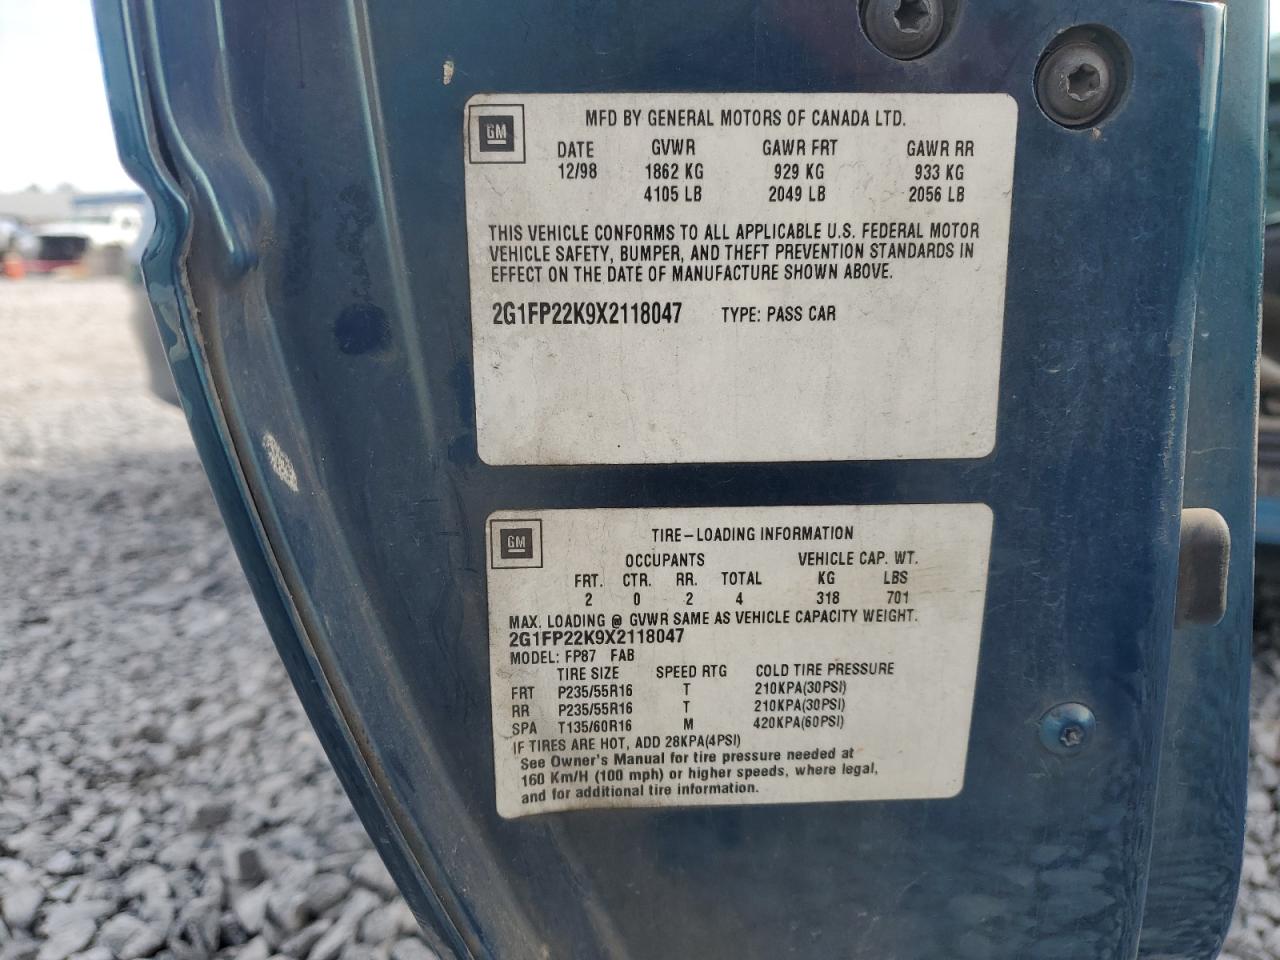 GM
MFD BY GENERAL MOTORS OF CANADA LTD.
DATE GVWR GAWR FRT GAWR RR
12/98 1862 KG 929 KG 933 KG
4105 LB 2049 LB 2056 LB
THIS VEHICLE CONFORMS TO ALL APPLICABLE U.S. FEDERAL MOTOR
VEHICLE SAFETY, BUMPER, AND THEFT PREVENTION STANDARDS IN
EFFECT ON THE DATE OF MANUFACTURE SHOWN ABOVE.
2G1FP22K9X2118047 TYPE: PASS CAR
GM
TIRE-LOADING INFORMATION
OCCUPANTS VEHICLE CAP. WT.
FRT. CTR. RR. TOTAL KG LBS
2 0 2 4 318 701
MAX. LOADING @ GVWR SAME AS VEHICLE CAPACITY WEIGHT.
2G1FP22K9X2118047
MODEL: FP87 FAB
TIRE SIZE SPEED RTG COLD TIRE PRESSURE
FRT P235/55R16 T 210KPA(30PSI)
RR P235/55R16 T 210KPA(30PSI)
SPA T135/60R16 M 420KPA(60PSI)
IF TIRES ARE HOT, ADD 28KPA(4PSI)
See Owner's Manual for tire pressure needed at
160 Km/H (100 mph) or higher speeds, where legal,
and for additional tire information.